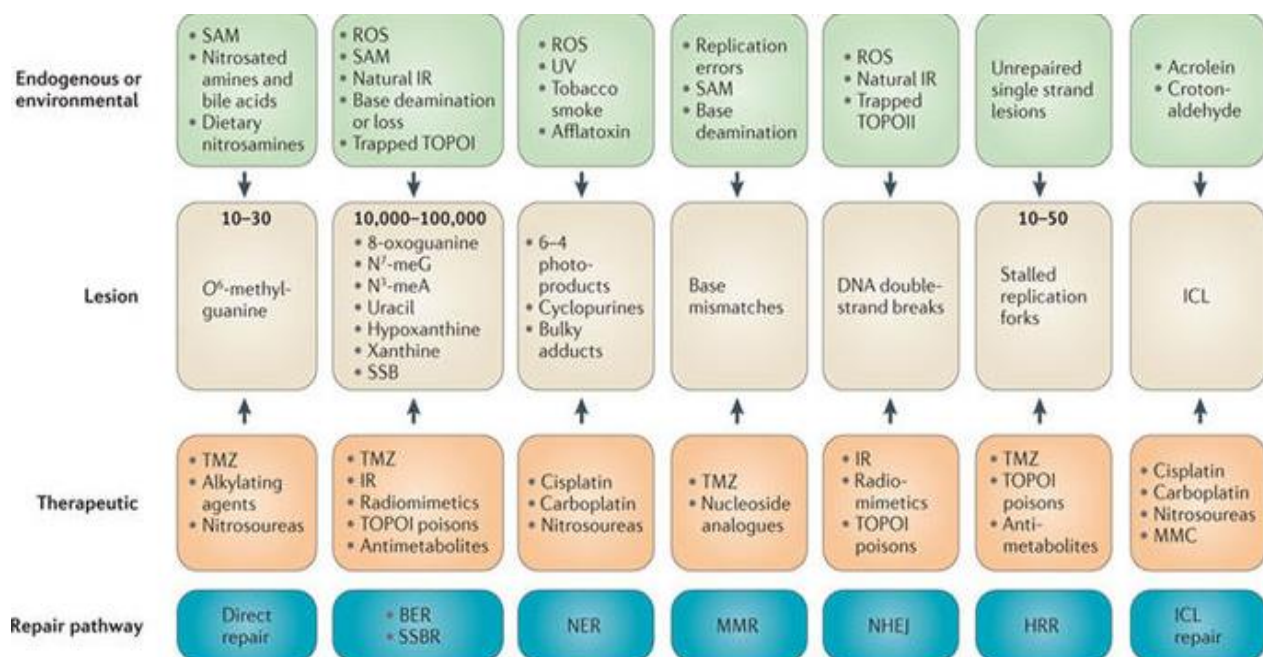 Endogenous or
environmental
• SAM
• Nitrosated
amines and
bile acids
• Dietary
nitrosamines
• ROS
• SAM
• Natural IR
• Base deamination
or loss
• Trapped TOPOI
• ROS
• UV
• Tobacco
smoke
• Afflatoxin
• Replication
errors
• SAM
• Base
deamination
• ROS
• Natural IR
• Trapped
TOPOII
Unrepaired
single strand
lesions
• Acrolein
• Croton-
aldehyde
Lesion
10–30
O⁶-methyl-
guanine
10,000–100,000
• 8-oxoguanine
• N⁷-meG
• N³-meA
• Uracil
• Hypoxanthine
• Xanthine
• SSB
• 6–4
photo-
products
• Cyclopurines
• Bulky
adducts
Base
mismatches
DNA double-
strand breaks
10–50
Stalled
replication
forks
ICL
Therapeutic
• TMZ
• Alkylating
agents
• Nitrosoureas
• TMZ
• IR
• Radiomimetics
• TOPOI poisons
• Antimetabolites
• Cisplatin
• Carboplatin
• Nitrosoureas
• TMZ
• Nucleoside
analogues
• IR
• Radio-
mimetics
• TOPOI
poisons
• TMZ
• TOPOI
poisons
• Anti-
metabolites
• Cisplatin
• Carboplatin
• Nitrosoureas
• MMC
Repair pathway
Direct
repair
• BER
• SSBR
NER
MMR
NHEJ
HRR
ICL
repair